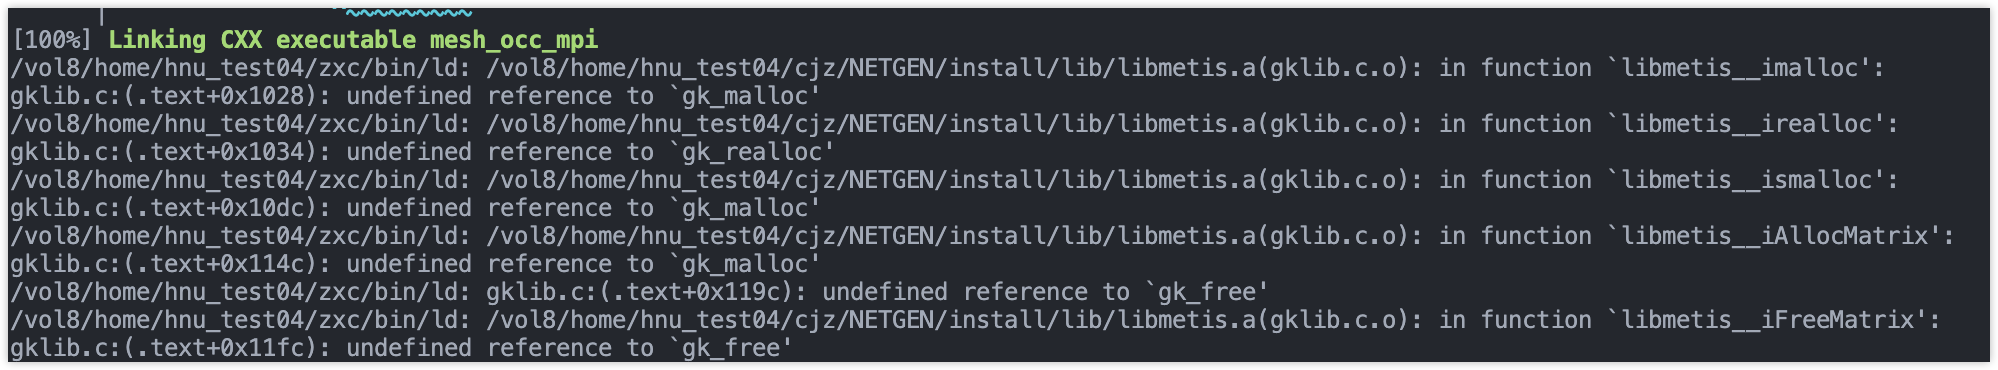 [100%] Linking CXX executable mesh_occ_mpi
/vol8/home/hnu_test04/zxc/bin/ld: /vol8/home/hnu_test04/cjz/NETGEN/install/lib/libmetis.a(gklib.c.o): in function `libmetis__imalloc':
gklib.c:(.text+0x1028): undefined reference to `gk_malloc'
/vol8/home/hnu_test04/zxc/bin/ld: /vol8/home/hnu_test04/cjz/NETGEN/install/lib/libmetis.a(gklib.c.o): in function `libmetis__irealloc':
gklib.c:(.text+0x1034): undefined reference to `gk_realloc'
/vol8/home/hnu_test04/zxc/bin/ld: /vol8/home/hnu_test04/cjz/NETGEN/install/lib/libmetis.a(gklib.c.o): in function `libmetis__ismalloc':
gklib.c:(.text+0x10dc): undefined reference to `gk_malloc'
/vol8/home/hnu_test04/zxc/bin/ld: /vol8/home/hnu_test04/cjz/NETGEN/install/lib/libmetis.a(gklib.c.o): in function `libmetis__iAllocMatrix':
gklib.c:(.text+0x114c): undefined reference to `gk_malloc'
/vol8/home/hnu_test04/zxc/bin/ld: gklib.c:(.text+0x119c): undefined reference to `gk_free'
/vol8/home/hnu_test04/zxc/bin/ld: /vol8/home/hnu_test04/cjz/NETGEN/install/lib/libmetis.a(gklib.c.o): in function `libmetis__iFreeMatrix':
gklib.c:(.text+0x11fc): undefined reference to `gk_free'